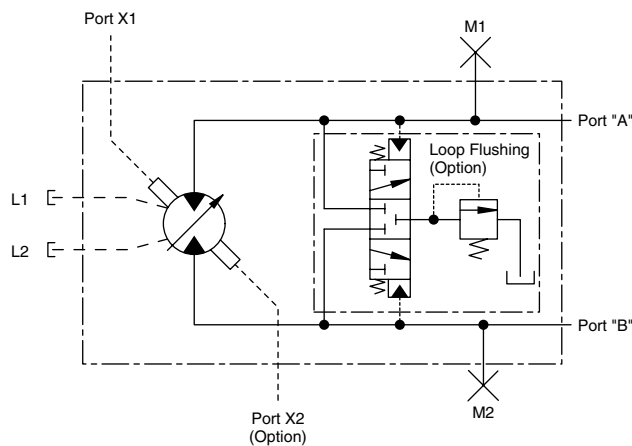 Port X1
M1
Port "A"
Loop Flushing
(Option)
L1
L2
Port "B"
Port X2
(Option)
M2